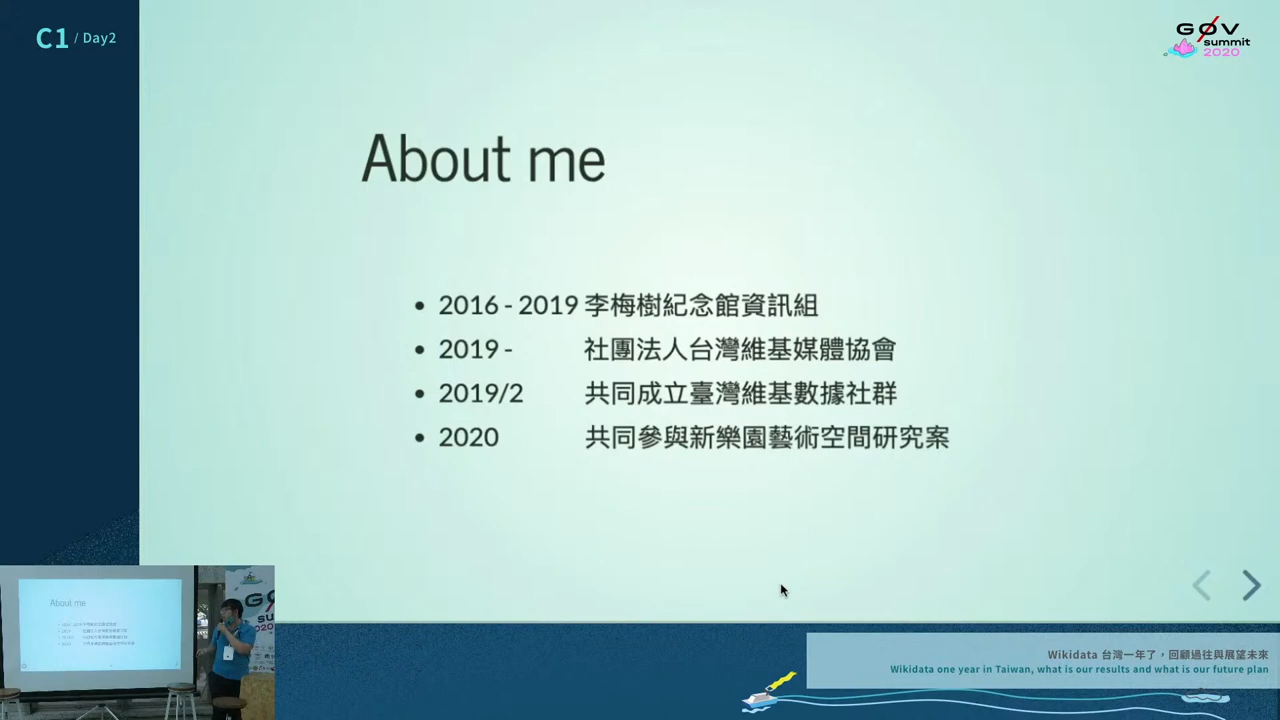 C1 / Day2
GØV
summit
2020
About me
• 2016 - 2019 李梅樹紀念館資訊組
• 2019 - 社團法人台灣維基媒體協會
• 2019/2 共同成立臺灣維基數據社群
• 2020 共同參與新樂園藝術空間研究案
About me
Wikidata 台灣一年了，回顧過往與展望未來
Wikidata one year in Taiwan, what is our results and what is our future plan